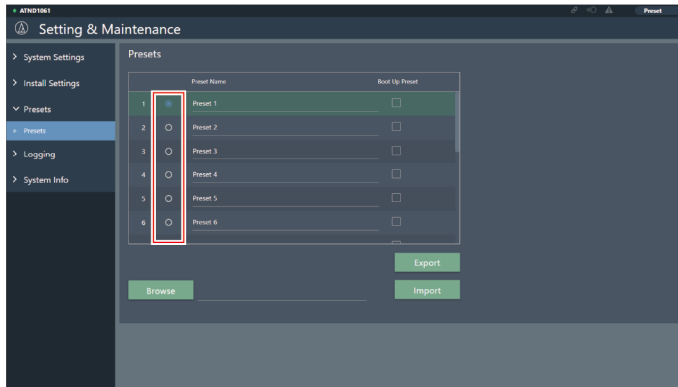 ATND1061
Preset
Setting & Maintenance
System Settings
Install Settings
Presets
Presets
Logging
System Info
Presets
Preset Name Boot Up Preset
1 Preset 1
2 Preset 2
3 Preset 3
4 Preset 4
5 Preset 5
6 Preset 6
Export
Browse
Import